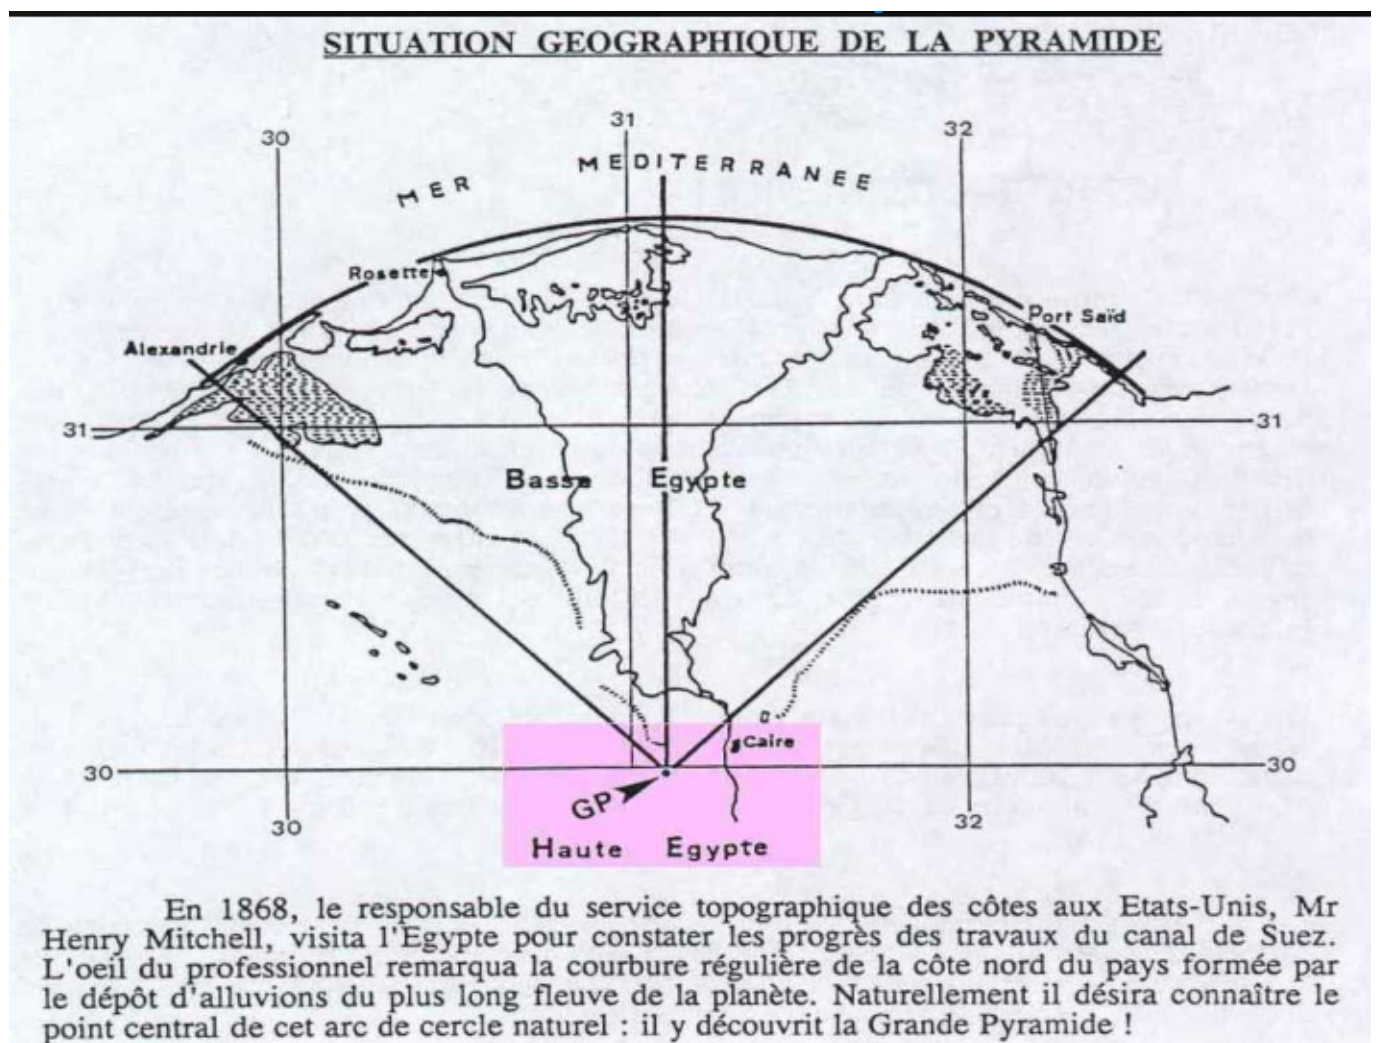 SITUATION GEOGRAPHIQUE DE LA PYRAMIDE
30
31
32
MER MEDITERRANEE
Rosette
Port Saïd
Alexandrie
31
31
Basse Egypte
Caire
30
30
GP
30
32
Haute Egypte
En 1868, le responsable du service topographique des côtes aux Etats-Unis, Mr
Henry Mitchell, visita l'Egypte pour constater les progrès des travaux du canal de Suez.
L'oeil du professionnel remarqua la courbure régulière de la côte nord du pays formée par
le dépôt d'alluvions du plus long fleuve de la planète. Naturellement il désira connaître le
point central de cet arc de cercle naturel : il y découvrit la Grande Pyramide !